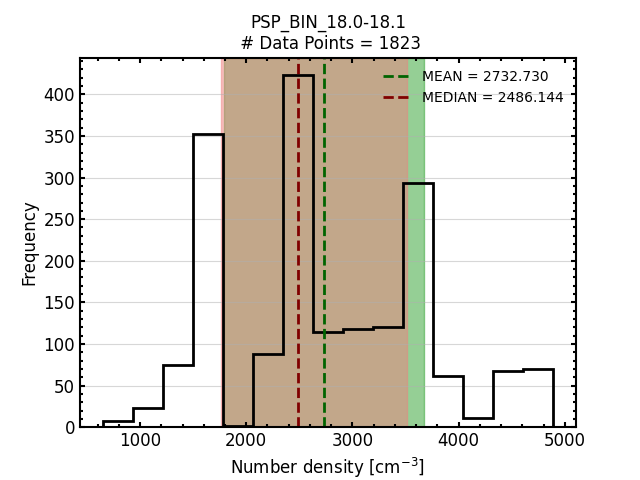 PSP_BIN_18.0-18.1
# Data Points = 1823
MEAN = 2732.730
MEDIAN = 2486.144
Frequency
400
350
300
250
200
150
100
50
0
1000 2000 3000 4000 5000
Number density [cm⁻³]